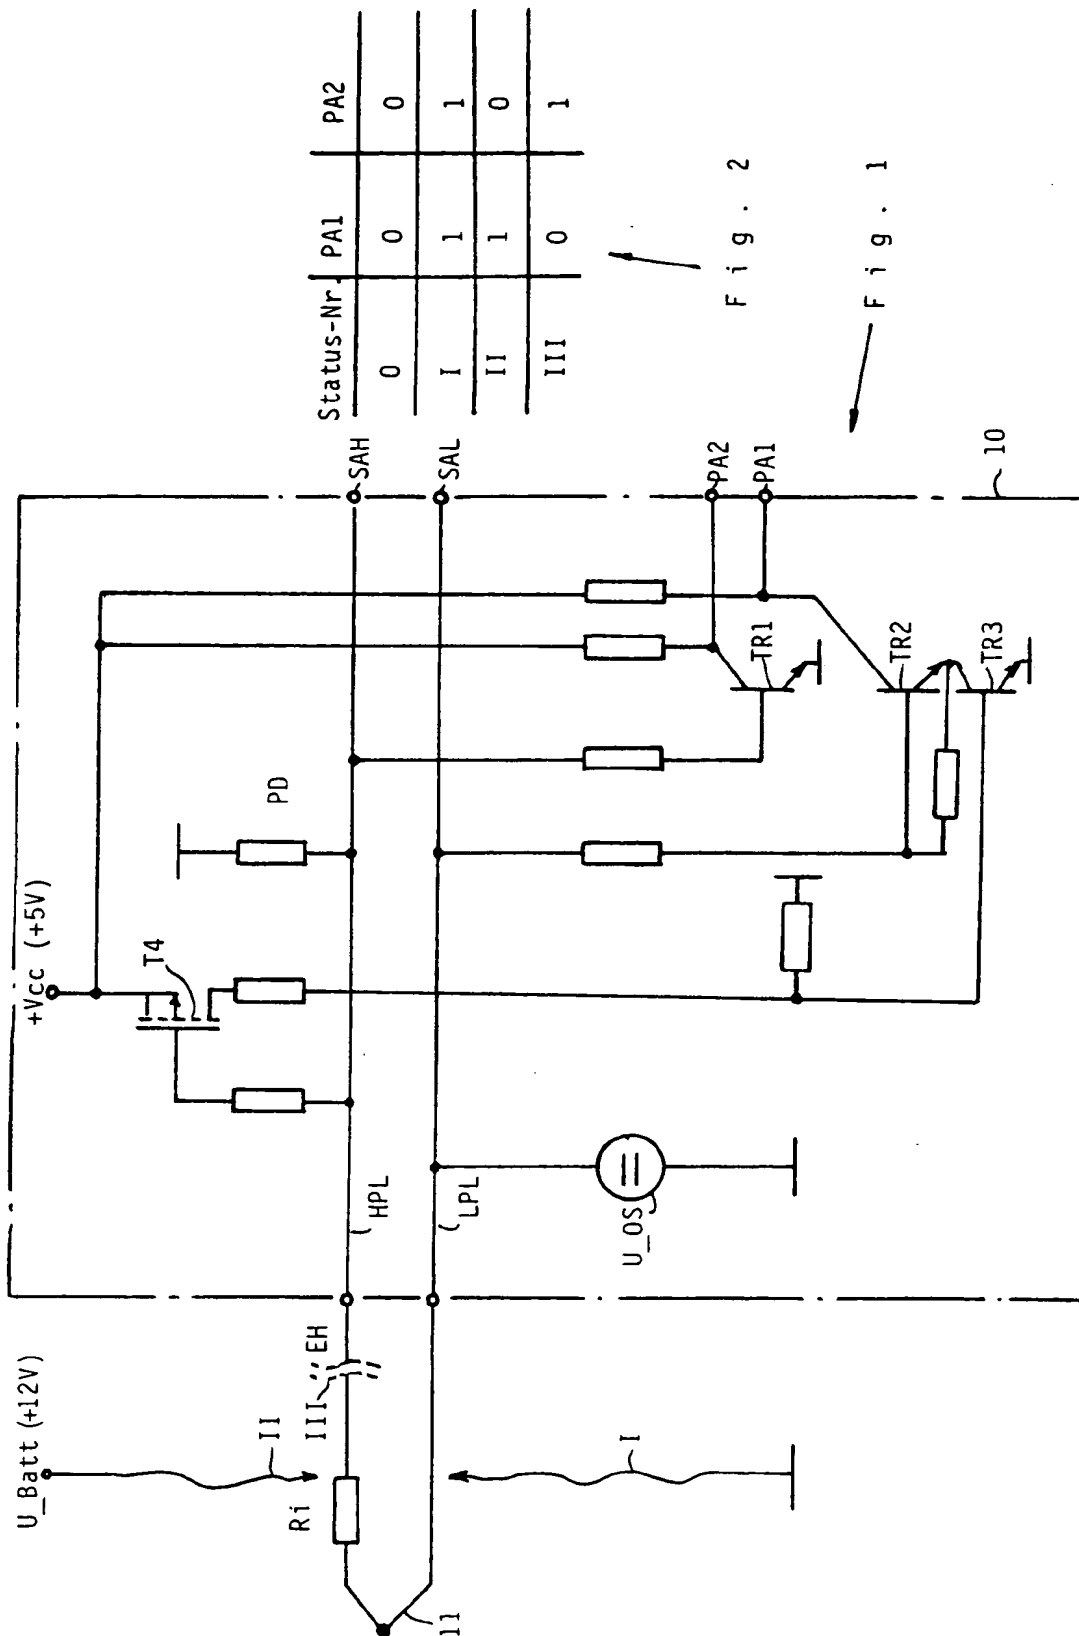 U_Batt (+12V)
II
III
EH
Ri
I
11
+Vcc (+5V)
T4
PD
HPL
LPL
U_OS
TR1
TR2
TR3
SAH
SAL
PA2
PA1
10
Status-Nr. PA1 PA2
0 0 0
I 1 1
II 1 0
III 0 1
Fig. 2
Fig. 1